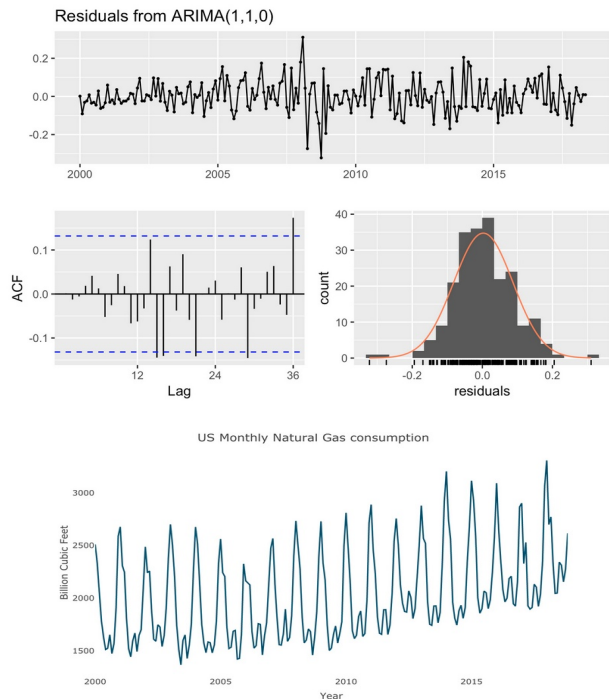 Residuals from ARIMA(1,1,0)
0.2
0.0
-0.2
2000 2005 2010 2015
ACF
0.1
0.0
-0.1
12 24 36
Lag
count
40
30
20
10
0
-0.2 0.0 0.2
residuals
US Monthly Natural Gas consumption
Billion Cubic Feet
3000
2500
2000
1500
2000 2005 2010 2015
Year